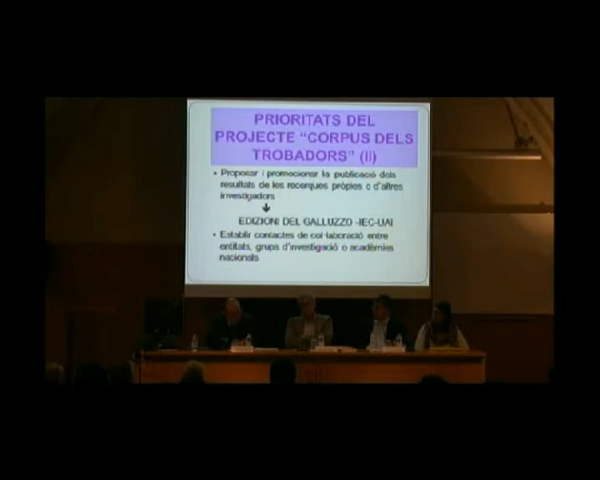 PRIORITATS DEL
PROJECTE "CORPUS DELS
TROBADORS" (II)
• Proposar i promocionar la publicació dels
resultats de les recerques pròpies o d'altres
investigadors
EDIZIONI DEL GALLUZZO -IEC-UAI
• Establir contactes de col·laboració entre
entitats, grups d'investigació o acadèmies
nacionals